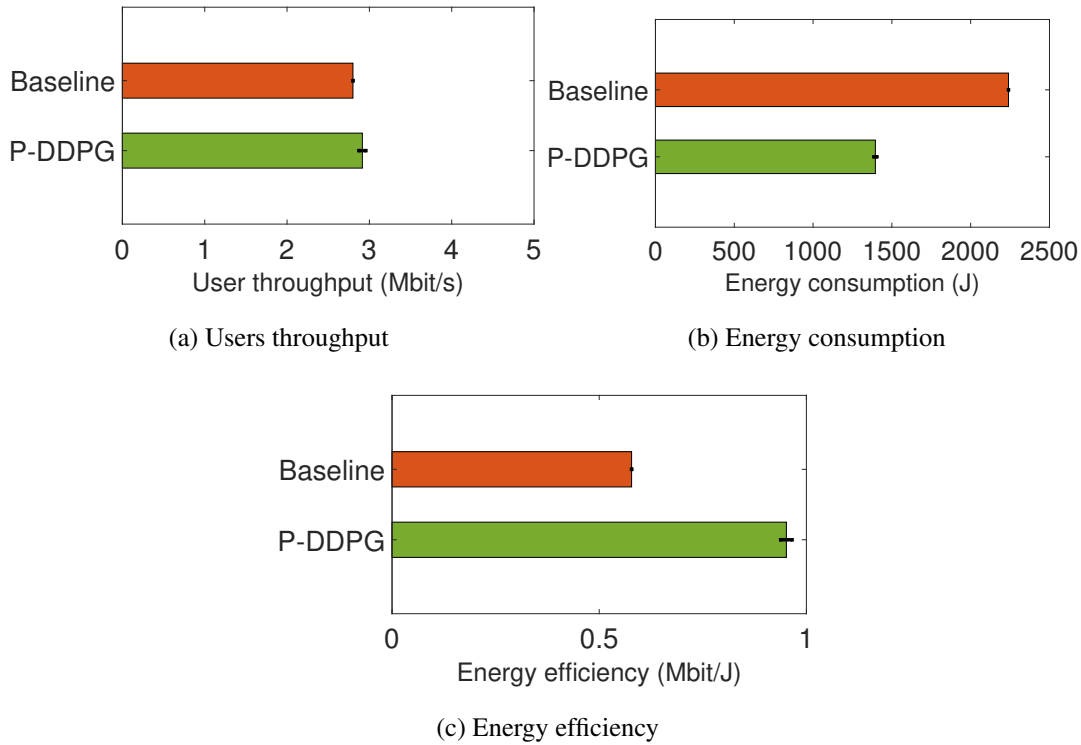 Baseline
P-DDPG
0 1 2 3 4 5
User throughput (Mbit/s)
(a) Users throughput
Baseline
P-DDPG
0 500 1000 1500 2000 2500
Energy consumption (J)
(b) Energy consumption
Baseline
P-DDPG
0 0.5 1
Energy efficiency (Mbit/J)
(c) Energy efficiency